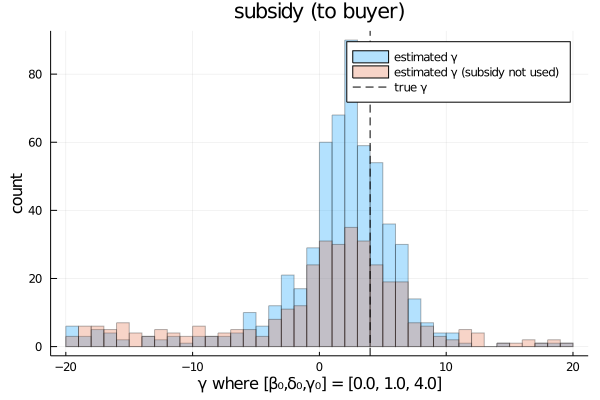 subsidy (to buyer)
estimated γ
estimated γ (subsidy not used)
true γ
count
80
60
40
20
0
−20
−10
0
10
20
γ where [β₀,δ₀,γ₀] = [0.0, 1.0, 4.0]